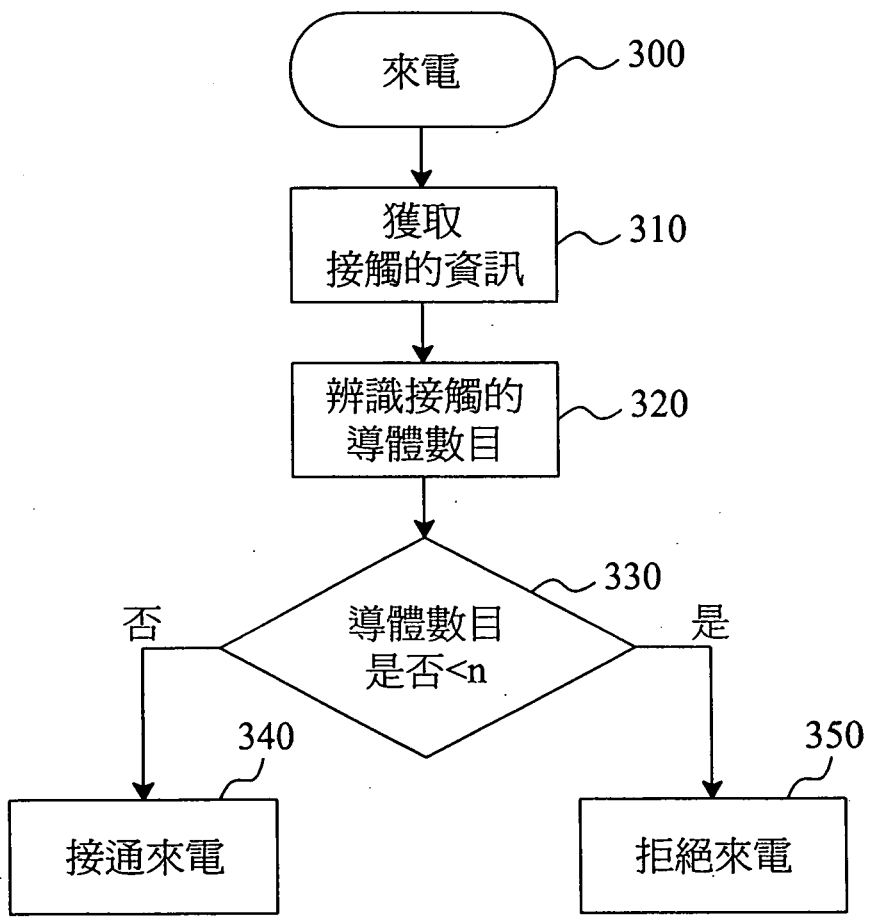 來電
300
獲取
接觸的資訊
310
辨識接觸的
導體數目
320
330
否
導體數目
是否<n
是
340
350
接通來電
拒絕來電